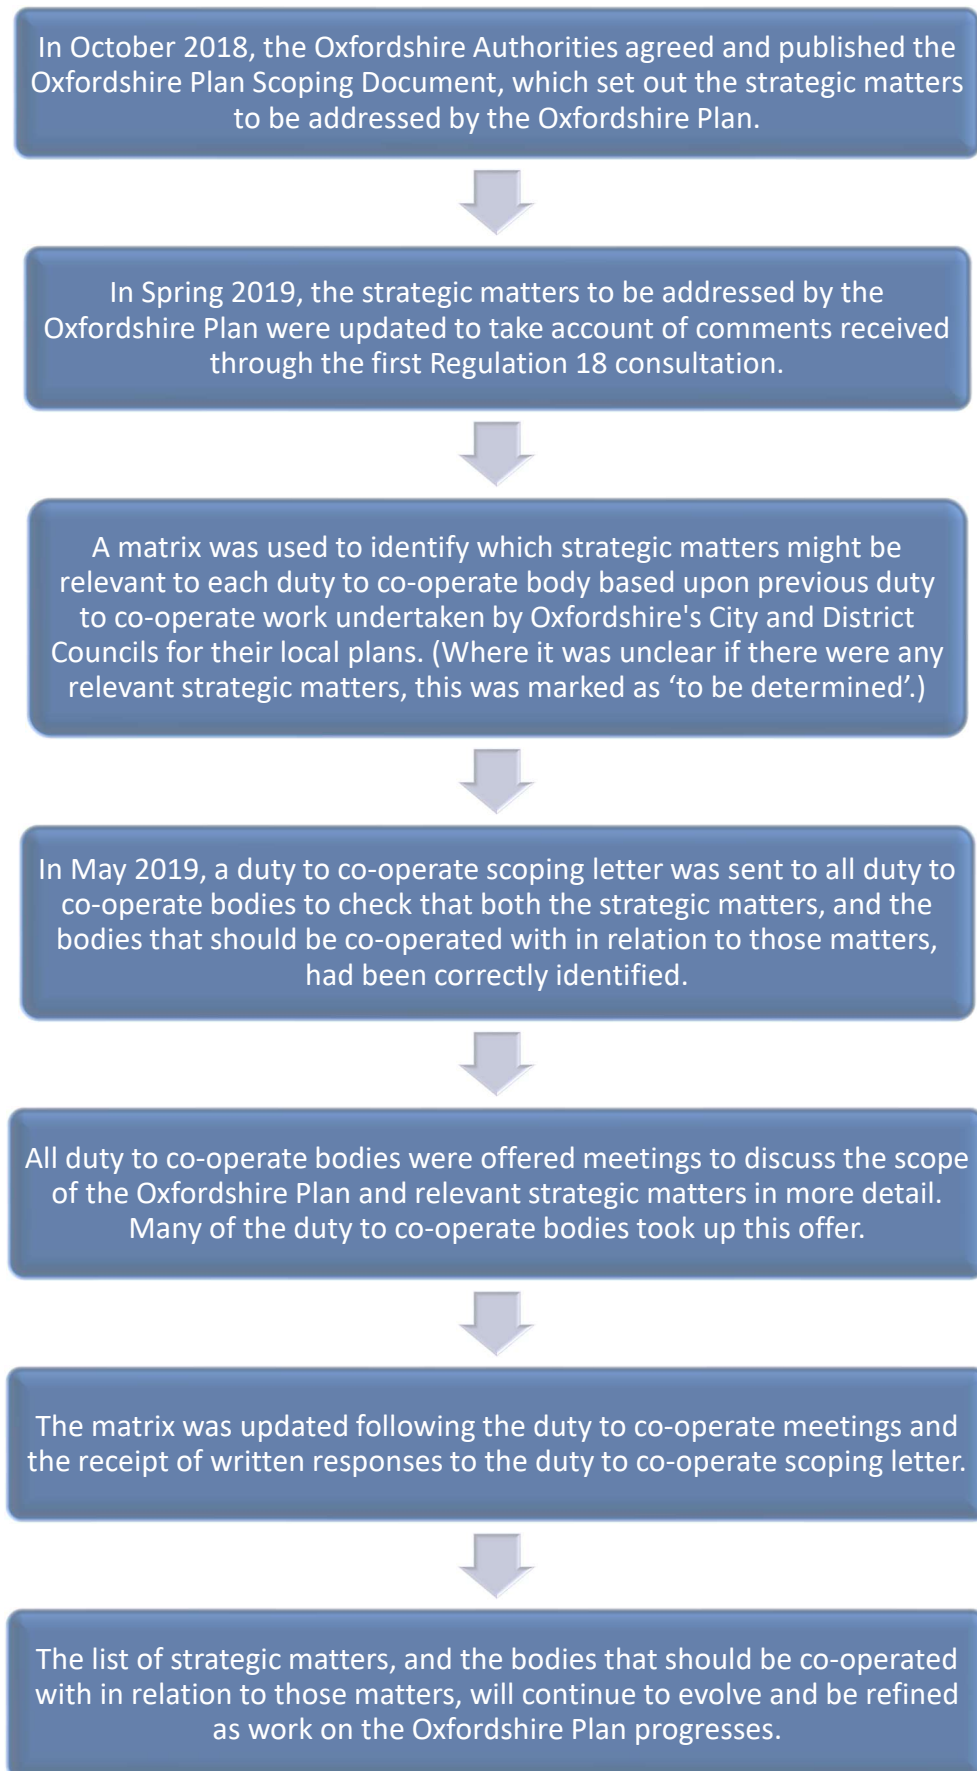 In October 2018, the Oxfordshire Authorities agreed and published the
Oxfordshire Plan Scoping Document, which set out the strategic matters
to be addressed by the Oxfordshire Plan.
In Spring 2019, the strategic matters to be addressed by the
Oxfordshire Plan were updated to take account of comments received
through the first Regulation 18 consultation.
A matrix was used to identify which strategic matters might be
relevant to each duty to co-operate body based upon previous duty
to co-operate work undertaken by Oxfordshire's City and District
Councils for their local plans. (Where it was unclear if there were any
relevant strategic matters, this was marked as ‘to be determined’.)
In May 2019, a duty to co-operate scoping letter was sent to all duty to
co-operate bodies to check that both the strategic matters, and the
bodies that should be co-operated with in relation to those matters,
had been correctly identified.
All duty to co-operate bodies were offered meetings to discuss the scope
of the Oxfordshire Plan and relevant strategic matters in more detail.
Many of the duty to co-operate bodies took up this offer.
The matrix was updated following the duty to co-operate meetings and
the receipt of written responses to the duty to co-operate scoping letter.
The list of strategic matters, and the bodies that should be co-operated
with in relation to those matters, will continue to evolve and be refined
as work on the Oxfordshire Plan progresses.